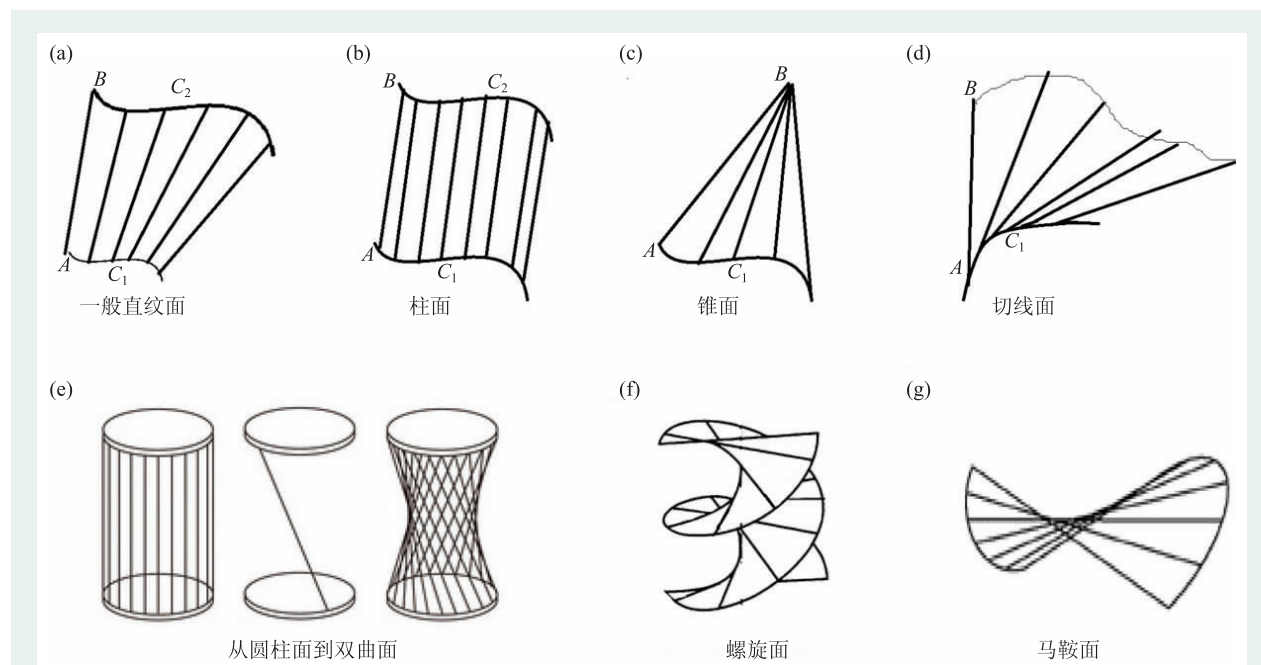 (a)
(b)
(c)
(d)
B
C2
A
C1
一般直纹面
B
C2
A
C1
柱面
B
A
C1
锥面
B
A
C1
切线面
(e)
(f)
(g)
从圆柱面到双曲面
螺旋面
马鞍面